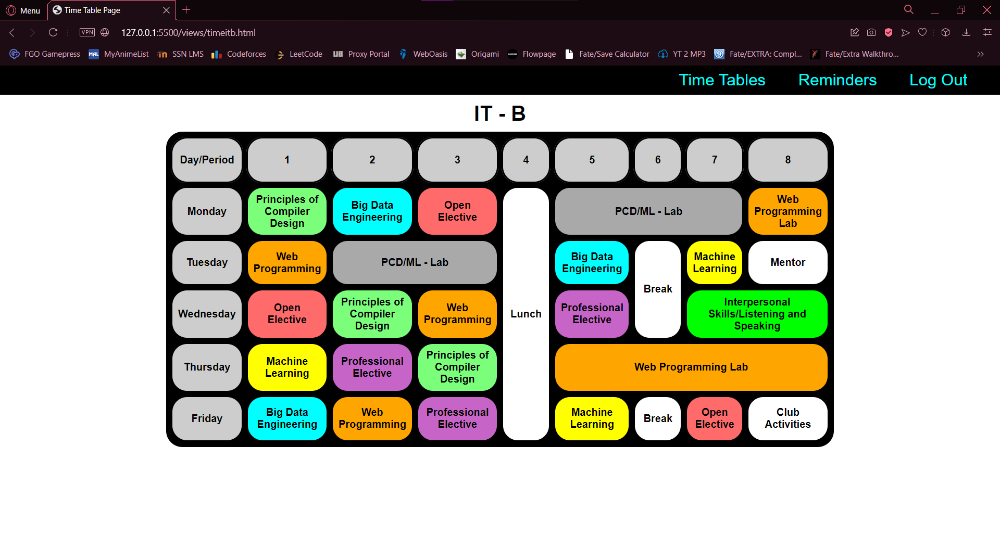 Menu
Time Table Page
VPN
127.0.0.1:5500/views/timeitb.html
FGO Gamepress
MAL
MyAnimeList
SSN LMS
Codeforces
LeetCode
UB
Proxy Portal
WebOasis
Origami
Flowpage
Fate/Save Calculator
YT 2 MP3
Fate/EXTRA: Compl...
Fate/Extra Walkthro...
Time Tables
Reminders
Log Out
IT - B
Day/Period
1
2
3
4
5
6
7
8
Monday
Principles of
Compiler
Design
Big Data
Engineering
Open
Elective
Lunch
PCD/ML - Lab
Web
Programming
Lab
Tuesday
Web
Programming
PCD/ML - Lab
Big Data
Engineering
Break
Machine
Learning
Mentor
Wednesday
Open
Elective
Principles of
Compiler
Design
Web
Programming
Professional
Elective
Interpersonal
Skills/Listening and
Speaking
Thursday
Machine
Learning
Professional
Elective
Principles of
Compiler
Design
Web Programming Lab
Friday
Big Data
Engineering
Web
Programming
Professional
Elective
Machine
Learning
Break
Open
Elective
Club
Activities